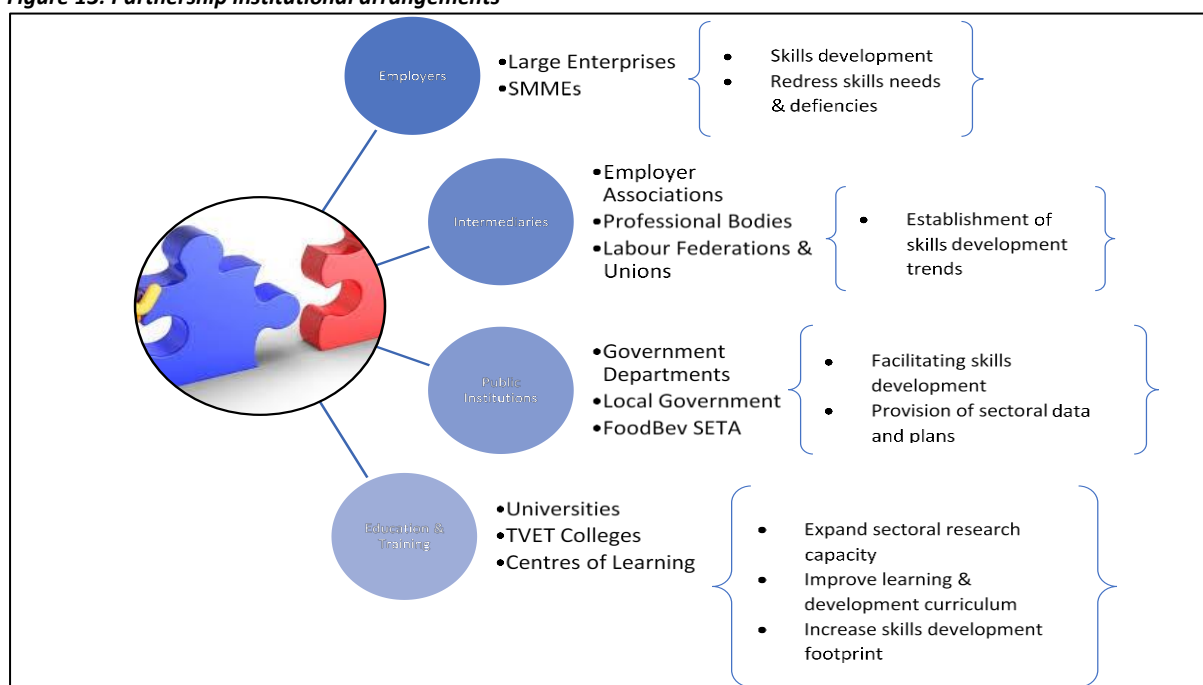 Figure 13: Partnership institutional arrangements
Employers
•Large Enterprises
•SMMEs
• Skills development
• Redress skills needs
& defiencies
Intermediaries
•Employer
Associations
•Professional Bodies
•Labour Federations &
Unions
• Establishment of
skills development
trends
Public
Institutions
•Government
Departments
•Local Government
•FoodBev SETA
• Facilitating skills
development
• Provision of sectoral data
and plans
Education &
Training
•Universities
•TVET Colleges
•Centres of Learning
• Expand sectoral research
capacity
• Improve learning &
development curriculum
• Increase skills development
footprint